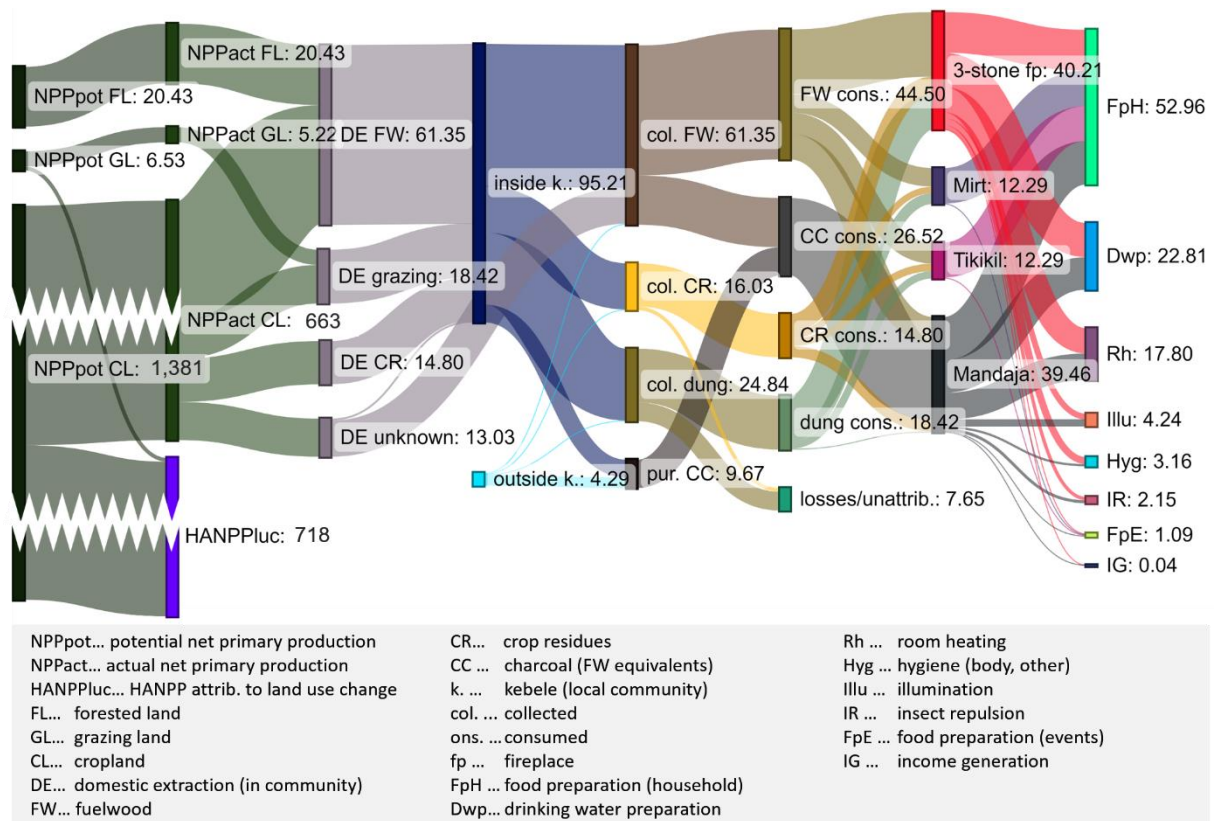 NPPpot FL: 20.43
NPPpot GL: 6.53
NPPpot CL: 1,381
NPPact FL: 20.43
NPPact GL: 5.22
NPPact CL: 663
HANPPluc: 718
DE FW: 61.35
DE grazing: 18.42
DE CR: 14.80
DE unknown: 13.03
inside k.: 95.21
outside k.: 4.29
col. FW: 61.35
col. CR: 16.03
col. dung: 24.84
pur. CC: 9.67
FW cons.: 44.50
CC cons.: 26.52
CR cons.: 14.80
dung cons.: 18.42
losses/unattrib.: 7.65
3-stone fp: 40.21
Mirt: 12.29
Tikikil: 12.29
Mandaja: 39.46
FpH: 52.96
Dwp: 22.81
Rh: 17.80
Illu: 4.24
Hyg: 3.16
IR: 2.15
FpE: 1.09
IG: 0.04
NPPpot... potential net primary production
NPPact... actual net primary production
HANPPluc... HANPP attrib. to land use change
FL... forested land
GL... grazing land
CL... cropland
DE... domestic extraction (in community)
FW... fuelwood
CR... crop residues
CC ... charcoal (FW equivalents)
k. ... kebele (local community)
col. ... collected
ons. ... consumed
fp ... fireplace
FpH ... food preparation (household)
Dwp... drinking water preparation
Rh ... room heating
Hyg ... hygiene (body, other)
Illu ... illumination
IR ... insect repulsion
FpE ... food preparation (events)
IG ... income generation